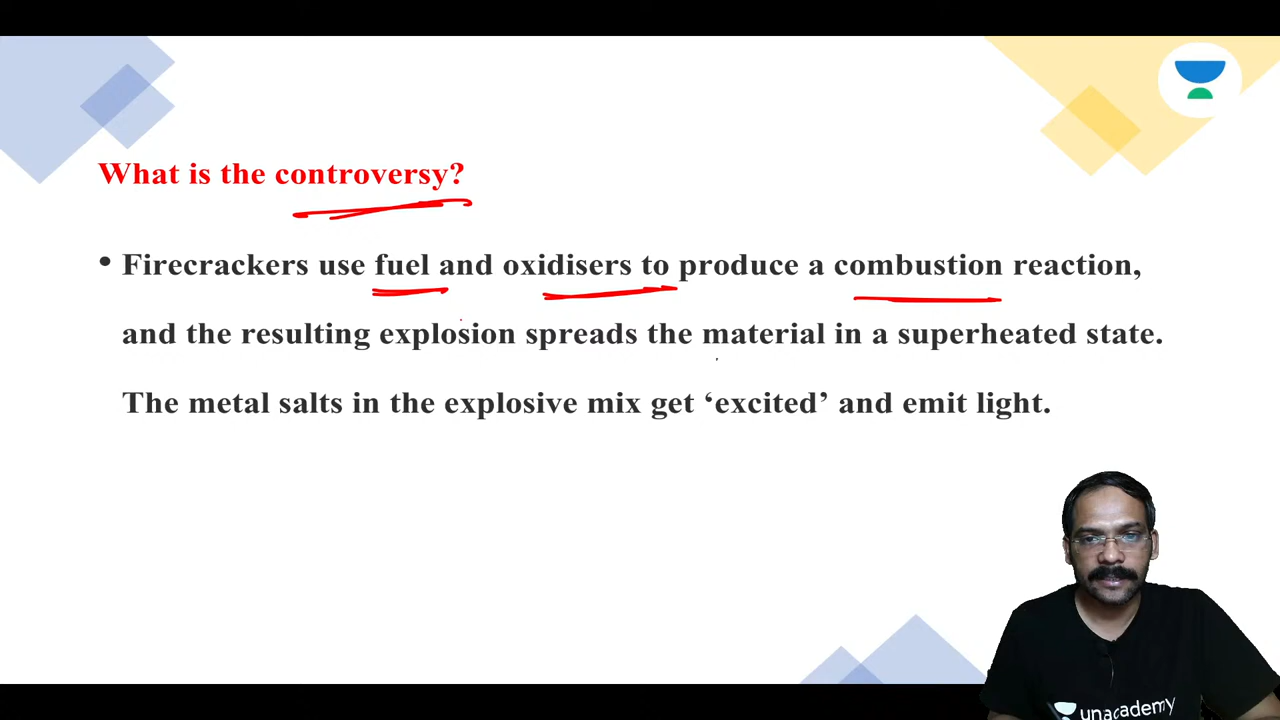 What is the controversy?
• Firecrackers use fuel and oxidisers to produce a combustion reaction,
and the resulting explosion spreads the material in a superheated state.
The metal salts in the explosive mix get ‘excited’ and emit light.
unacademy